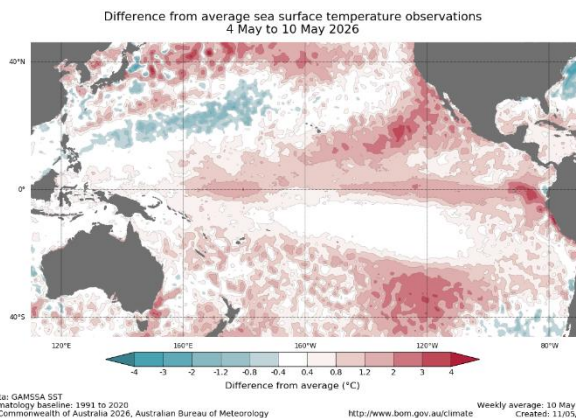 Difference from average sea surface temperature observations
4 May to 10 May 2026
40°N
0°
40°S
120°E 160°E 160°W 120°W 80°W
-4 -3 -2 -1.2 -0.8 -0.4 0.4 0.8 1.2 2 3 4
Difference from average (°C)
ta: GAMSSA SST
matology baseline: 1991 to 2020 Weekly average: 10 May
Commonwealth of Australia 2026, Australian Bureau of Meteorology http://www.bom.gov.au/climate Created: 11/05/